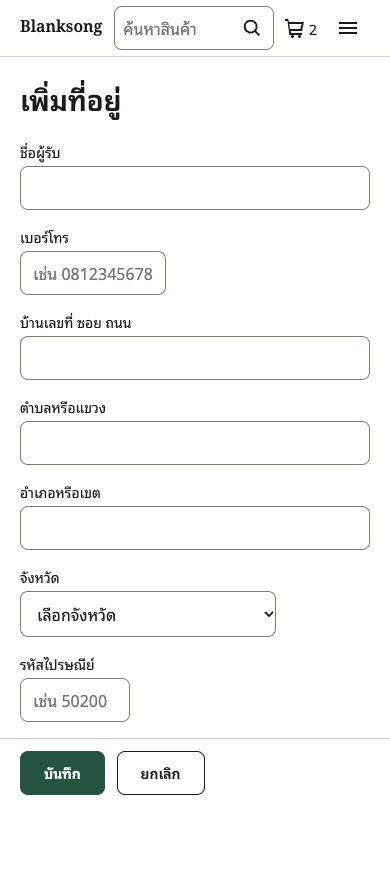 Blanksong
ค้นหาสินค้า
2
เพิ่มที่อยู่
ชื่อผู้รับ
เบอร์โทร
เช่น 0812345678
บ้านเลขที่ ซอย ถนน
ตำบลหรือแขวง
อำเภอหรือเขต
จังหวัด
เลือกจังหวัด
รหัสไปรษณีย์
เช่น 50200
บันทึก
ยกเลิก